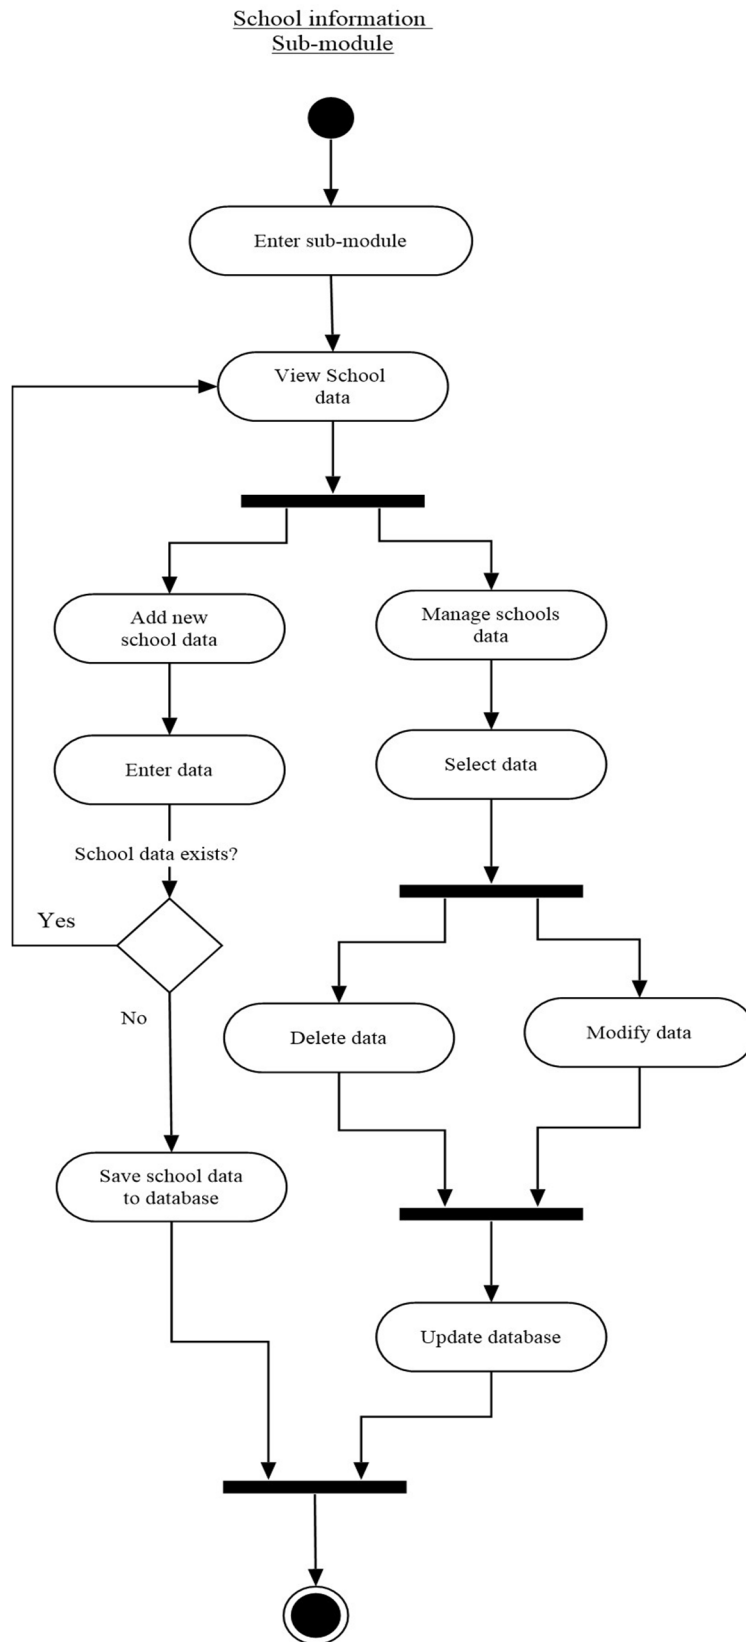 School information
Sub-module
Enter sub-module
View School
data
Add new
school data
Manage schools
data
Enter data
Select data
School data exists?
Yes
No
Delete data
Modify data
Save school data
to database
Update database